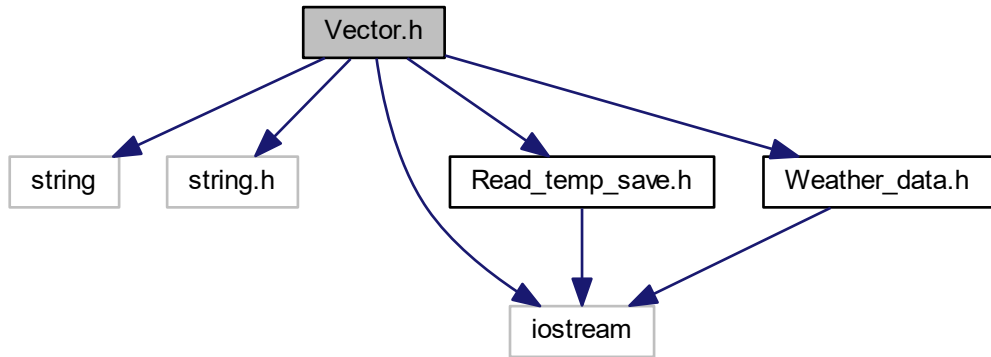 Vector.h
string
string.h
Read_temp_save.h
Weather_data.h
iostream